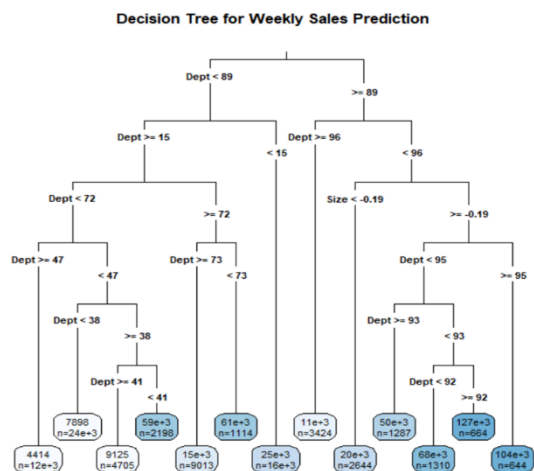 Decision Tree for Weekly Sales Prediction
Dept < 89
>= 89
Dept >= 15
< 15
Dept >= 96
< 96
Dept < 72
>= 72
Size < -0.19
>= -0.19
Dept >= 47
< 47
Dept >= 73
< 73
Dept < 95
>= 95
Dept < 38
>= 38
Dept >= 93
< 93
Dept >= 41
< 41
Dept < 92
>= 92
7898
n=24e+3
59e+3
n=2198
61e+3
n=1114
11e+3
n=3424
50e+3
n=1287
127e+3
n=664
4414
n=12e+3
9125
n=4705
15e+3
n=9013
25e+3
n=16e+3
20e+3
n=2644
68e+3
n=1310
104e+3
n=644